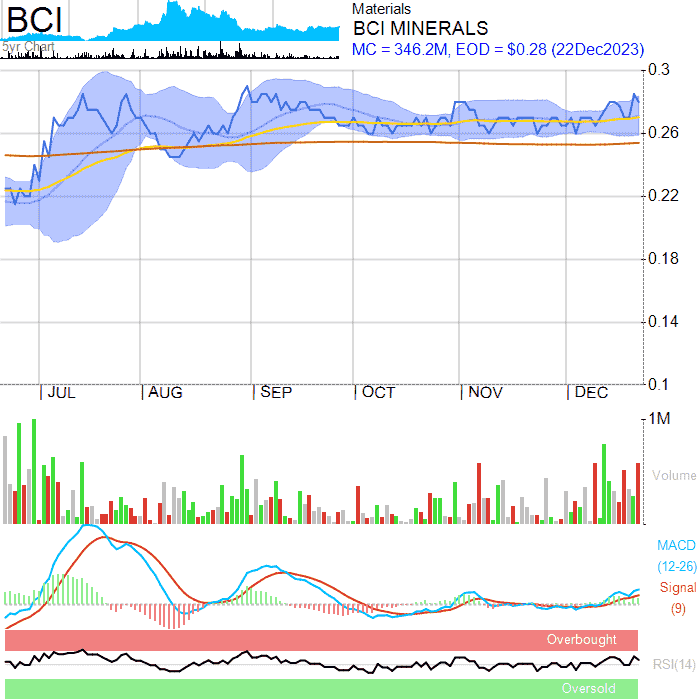 BCI
5yr Chart
Materials
BCI MINERALS
MC = 346.2M, EOD = $0.28 (22Dec2023)
0.3
0.26
0.22
0.18
0.14
0.1
JUL AUG SEP OCT NOV DEC
1M
Volume
MACD
(12-26)
Signal
(9)
Overbought
RSI(14)
Oversold